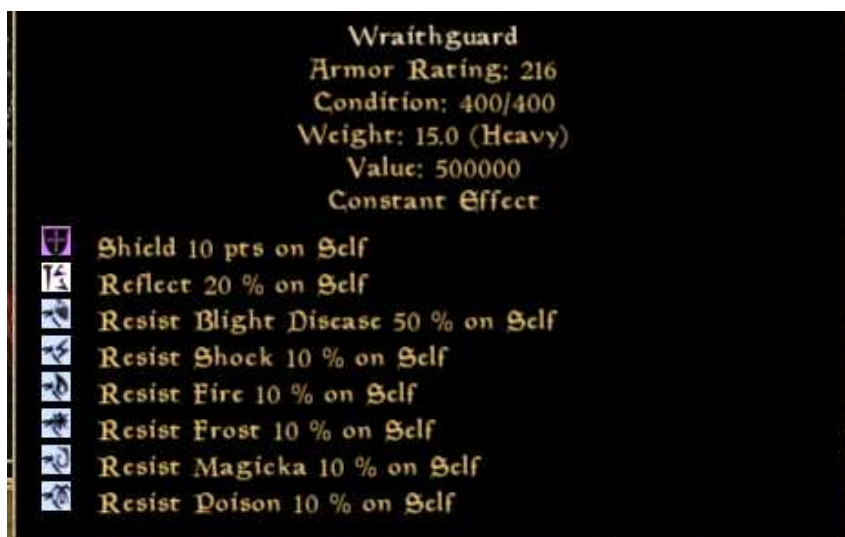 Wraithguard
Armor Rating: 216
Condition: 400/400
Weight: 15.0 (Heavy)
Value: 500000
Constant Effect
Shield 10 pts on Self
Reflect 20 % on Self
Resist Blight Disease 50 % on Self
Resist Shock 10 % on Self
Resist Fire 10 % on Self
Resist Frost 10 % on Self
Resist Magicka 10 % on Self
Resist Poison 10 % on Self